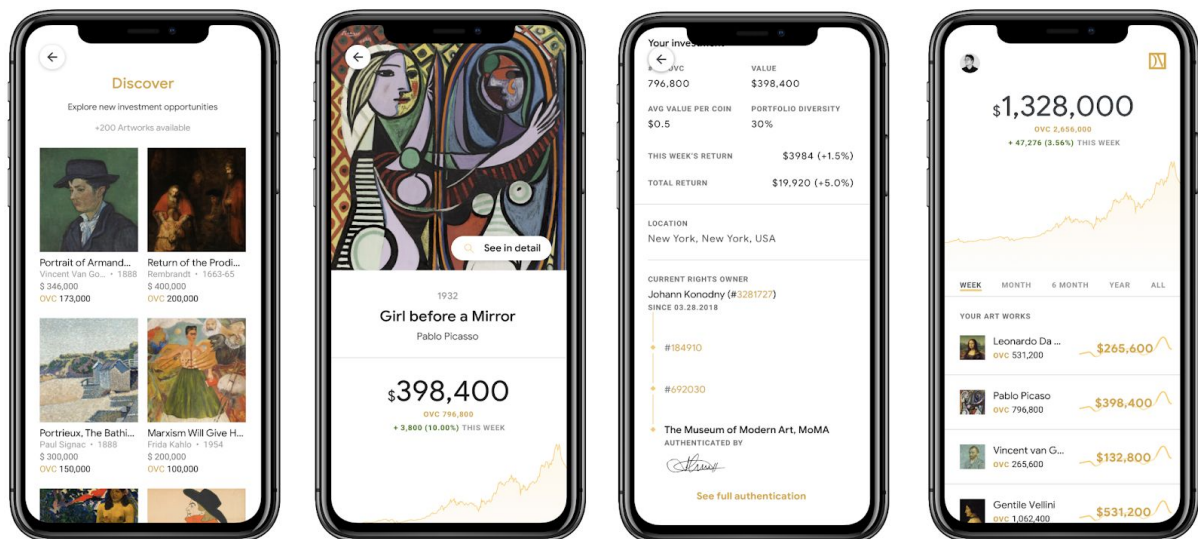 Discover
Explore new investment opportunities
+200 Artworks available
Portrait of Armand...
Vincent Van Go... • 1888
$ 346,000
OVC 173,000
Return of the Prodi...
Rembrandt • 1663-65
$ 400,000
OVC 200,000
Portrieux, The Bathi...
Paul Signac • 1888
$ 300,000
OVC 150,000
Marxism Will Give H...
Frida Kahlo • 1954
$ 200,000
OVC 100,000
See in detail
1932
Girl before a Mirror
Pablo Picasso
$398,400
OVC 796,800
+ 3,800 (10.00%) THIS WEEK
Your
OVC
796,800
VALUE
$398,400
AVG VALUE PER COIN
$0.5
PORTFOLIO DIVERSITY
30%
THIS WEEK'S RETURN $3984 (+1.5%)
TOTAL RETURN $19,920 (+5.0%)
LOCATION
New York, New York, USA
CURRENT RIGHTS OWNER
Johann Konodny (#3281727)
SINCE 03.28.2018
#184910
#692030
The Museum of Modern Art, MoMA
AUTHENTICATED BY
See full authentication
$1,328,000
OVC 2,656,000
+ 47,276 (3.56%) THIS WEEK
WEEK MONTH 6 MONTH YEAR ALL
YOUR ART WORKS
Leonardo Da ...
OVC 531,200
$265,600
Pablo Picaso
OVC 796,800
$398,400
Vincent van G...
OVC 265,600
$132,800
Gentile Vellini
OVC 1,062,400
$531,200